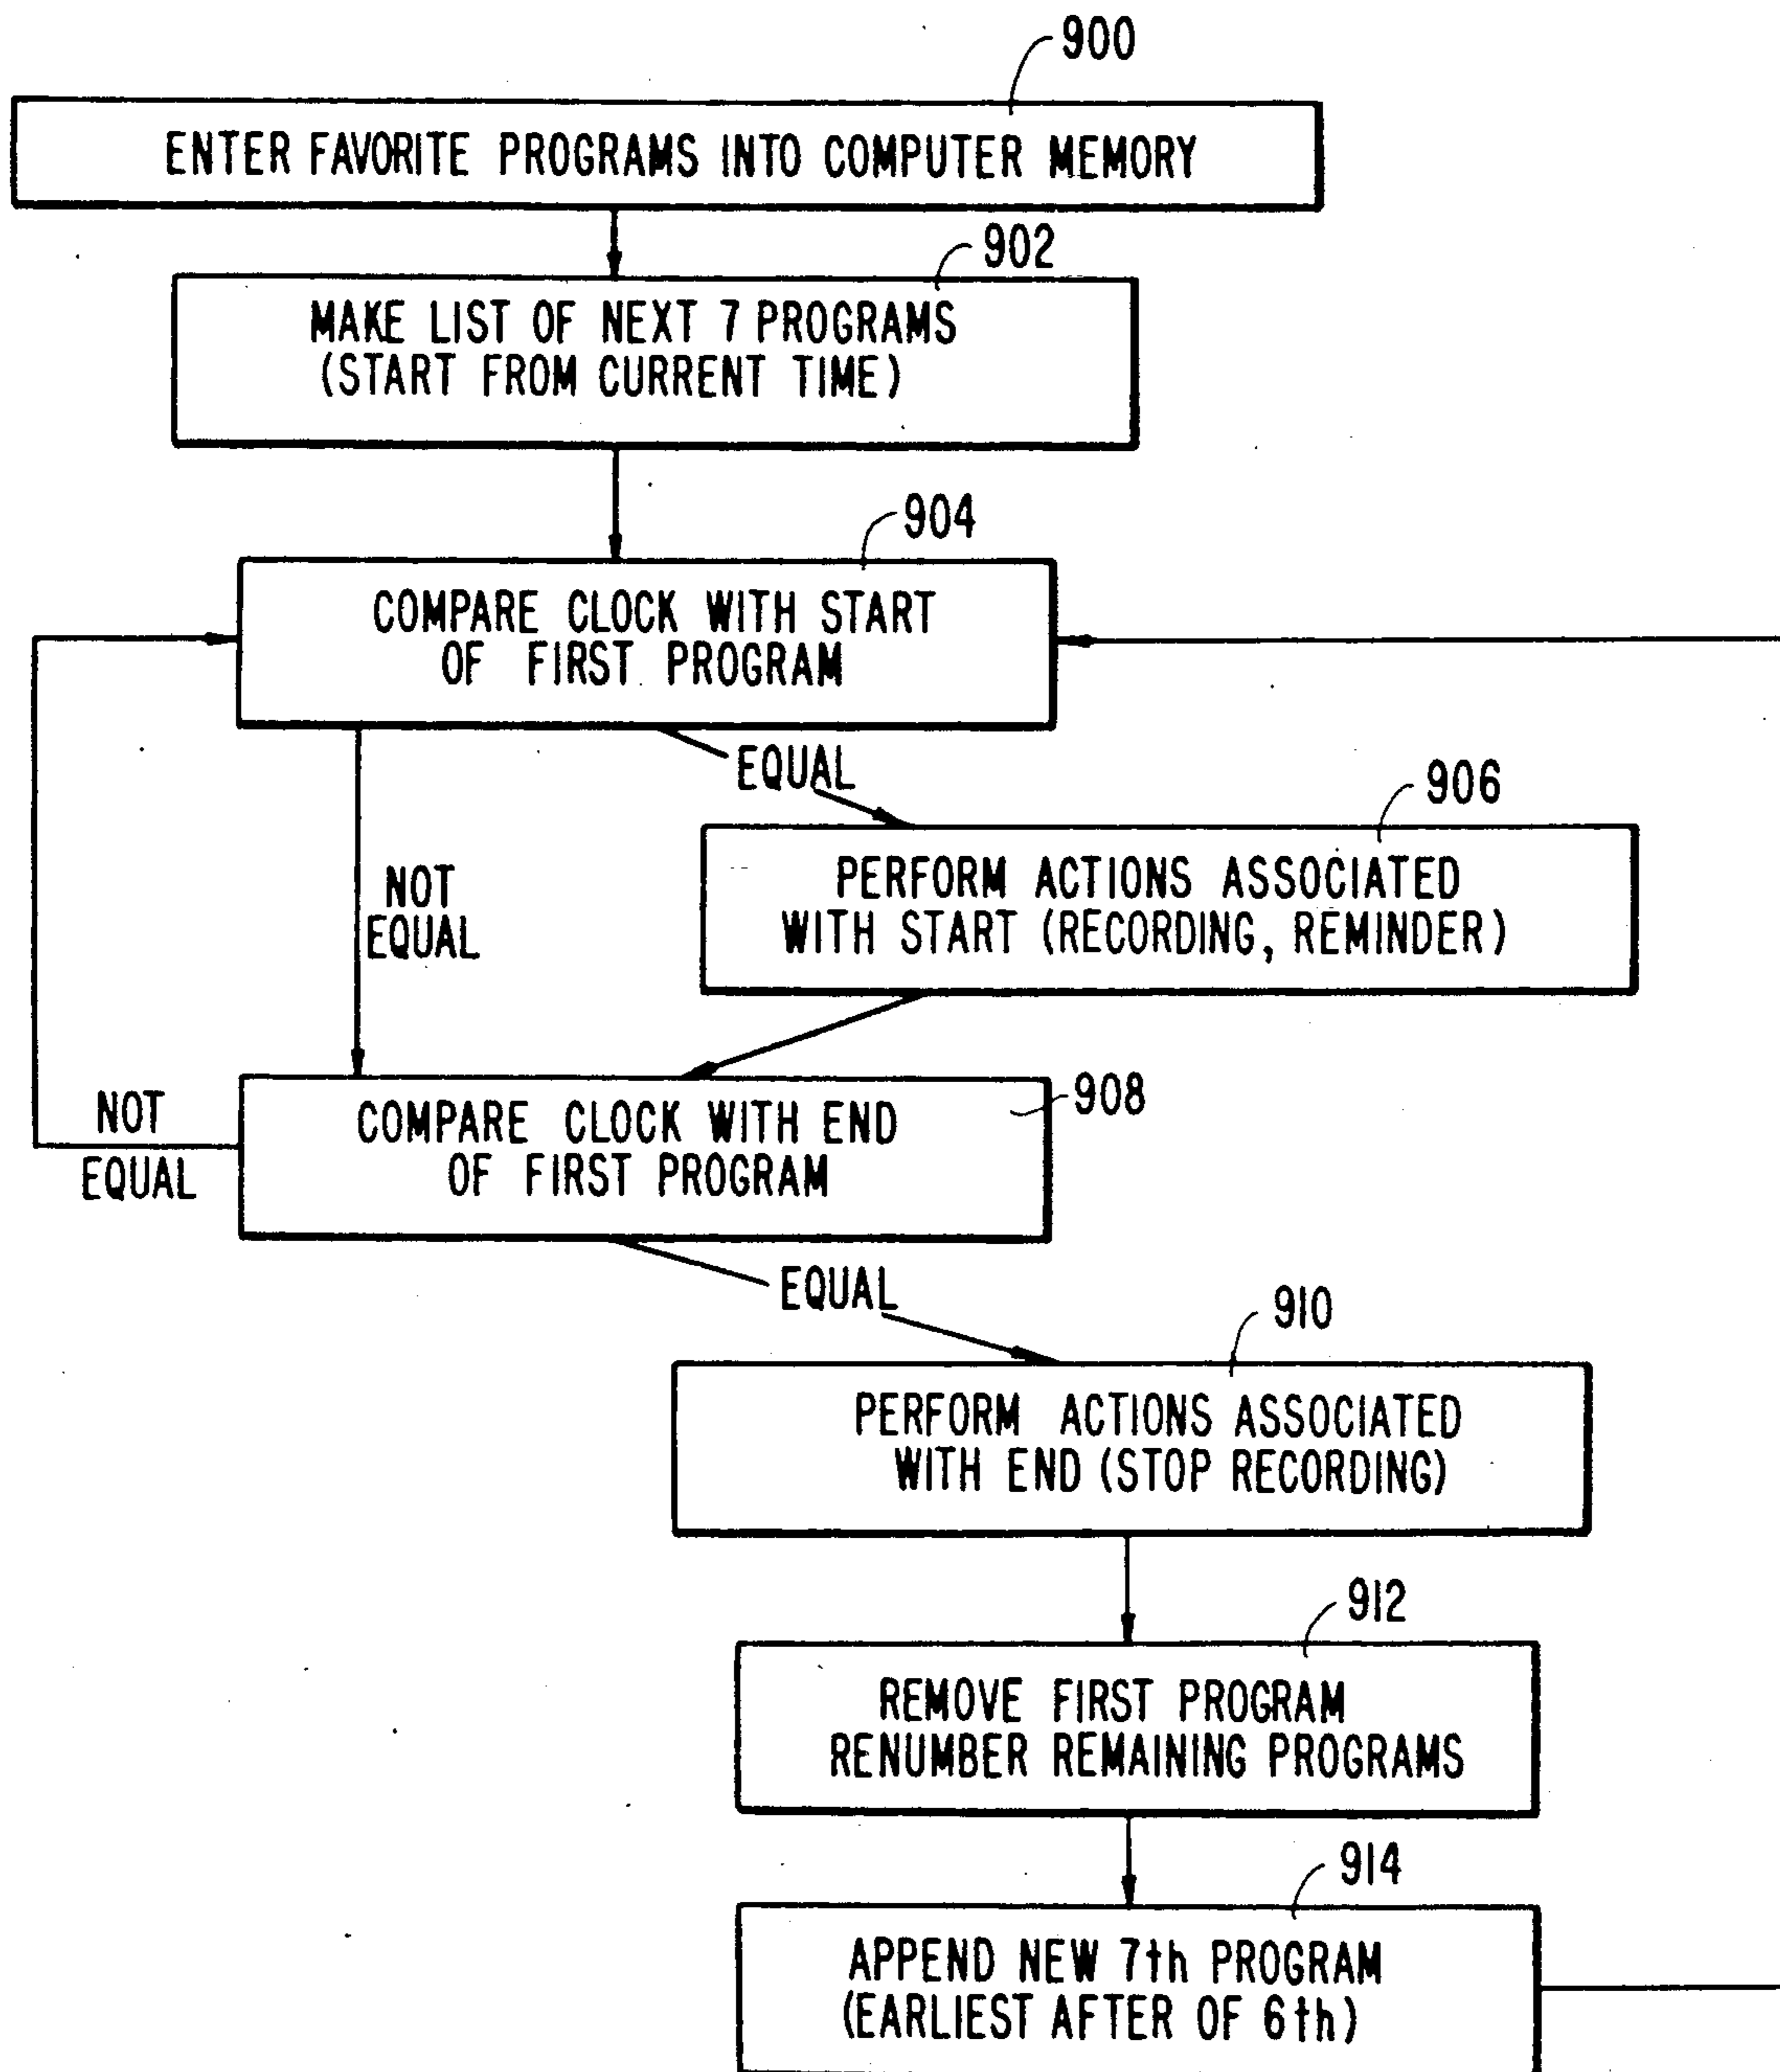 900
ENTER FAVORITE PROGRAMS INTO COMPUTER MEMORY
902
MAKE LIST OF NEXT 7 PROGRAMS
(START FROM CURRENT TIME)
904
COMPARE CLOCK WITH START
OF FIRST PROGRAM
EQUAL
906
NOT
EQUAL
PERFORM ACTIONS ASSOCIATED
WITH START (RECORDING, REMINDER)
908
COMPARE CLOCK WITH END
OF FIRST PROGRAM
NOT
EQUAL
EQUAL
910
PERFORM ACTIONS ASSOCIATED
WITH END (STOP RECORDING)
912
REMOVE FIRST PROGRAM
RENUMBER REMAINING PROGRAMS
914
APPEND NEW 7th PROGRAM
(EARLIEST AFTER OF 6th)